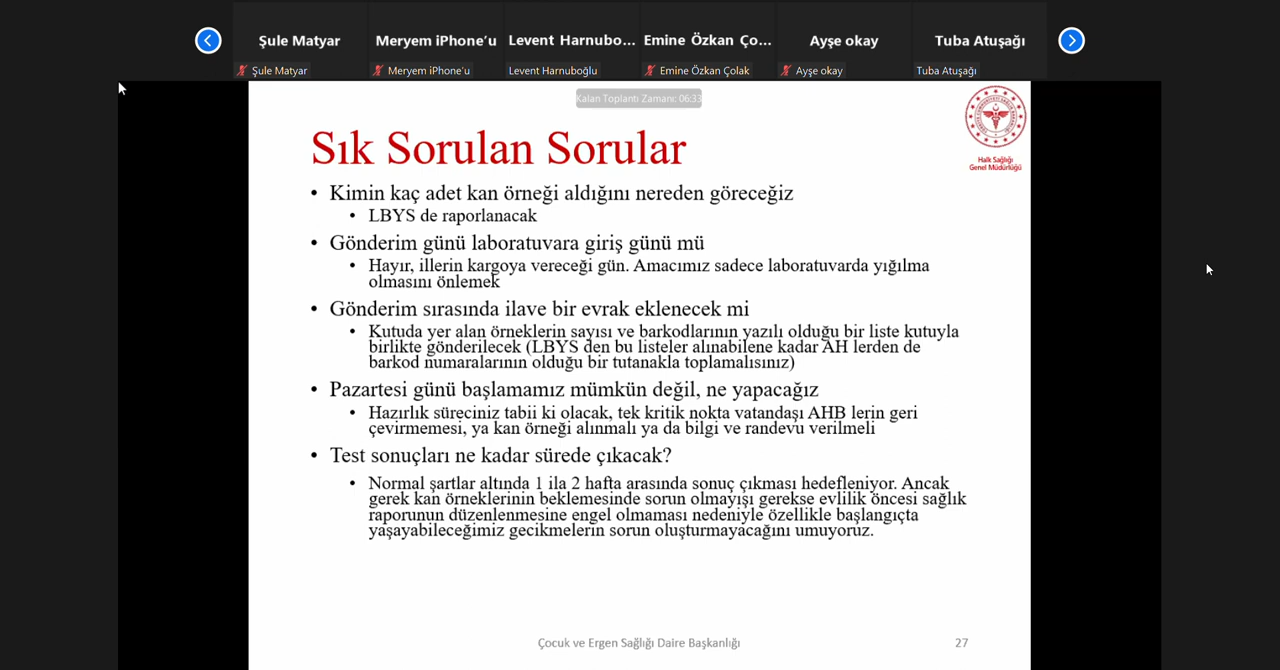 Şule Matyar
Meryem iPhone'u
Levent Harnubo...
Emine Özkan Ço...
Ayşe okay
Tuba Atuşağı
Şule Matyar
Meryem iPhone'u
Levent Harnuboğlu
Emine Özkan Çolak
Ayşe okay
Tuba Atuşağı
Kalan Toplantı Zamanı: 06:33
Halk Sağlığı
Genel Müdürlüğü
Sık Sorulan Sorular
• Kimin kaç adet kan örneği aldığını nereden göreceğiz
• LBYS de raporlanacak
• Gönderim günü laboratuvara giriş günü mü
• Hayır, illerin kargoya vereceği gün. Amacımız sadece laboratuvarda yığılma
olmasını önlemek
• Gönderim sırasında ilave bir evrak eklenecek mi
• Kutuda yer alan örneklerin sayısı ve barkodlarının yazılı olduğu bir liste kutuyla
birlikte gönderilecek (LBYS den bu listeler alınabilene kadar AH lerden de
barkod numaralarının olduğu bir tutanakla toplamalısınız)
• Pazartesi günü başlamamız mümkün değil, ne yapacağız
• Hazırlık süreciniz tabii ki olacak, tek kritik nokta vatandaşı AHB lerin geri
çevirmemesi, ya kan örneği alınmalı ya da bilgi ve randevu verilmeli
• Test sonuçları ne kadar sürede çıkacak?
• Normal şartlar altında 1 ila 2 hafta arasında sonuç çıkması hedefleniyor. Ancak
gerek kan örneklerinin beklemesinde sorun olmayışı gerekse evlilik öncesi sağlık
raporunun düzenlenmesine engel olmaması nedeniyle özellikle başlangıçta
yaşayabileceğimiz gecikmelerin sorun oluşturmayacağını umuyoruz.
Çocuk ve Ergen Sağlığı Daire Başkanlığı
27